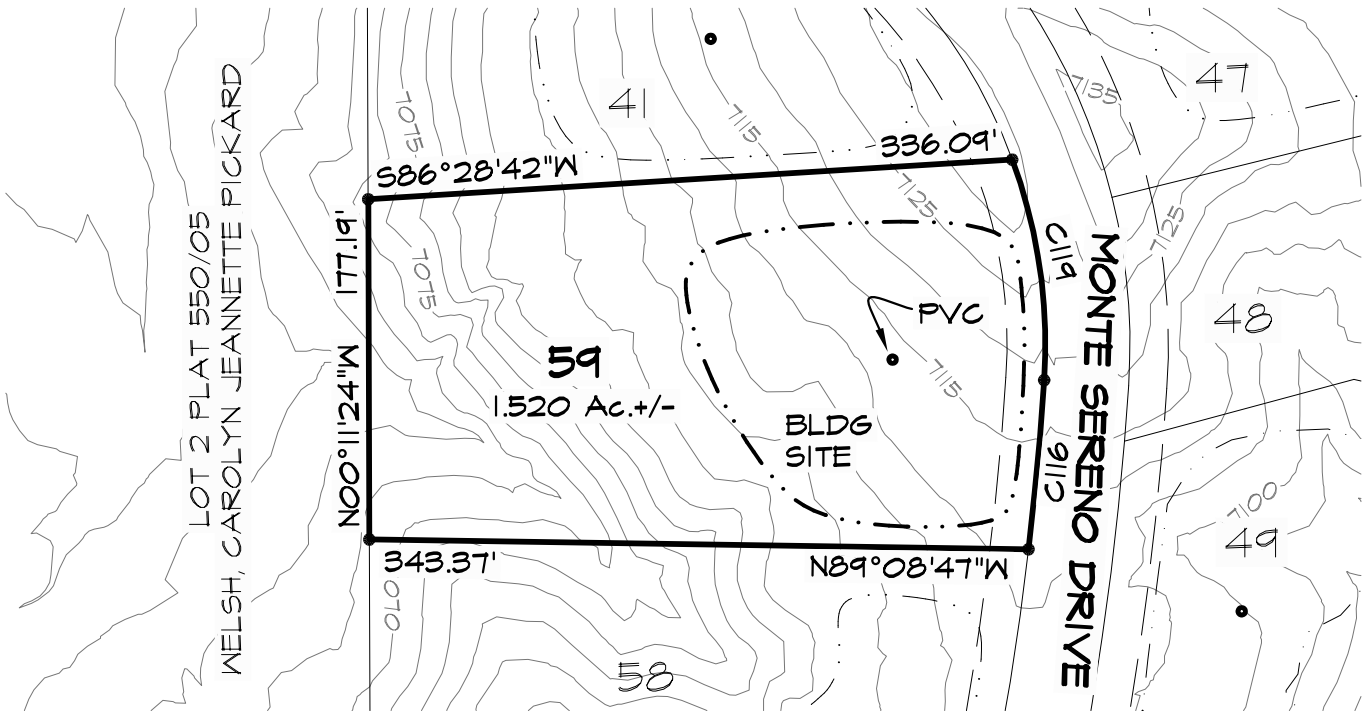 47
7135
41
7075
7115
336.09'
S86°28'42"W
7125
7125
177.19'
C119
7075
LOT 2 PLAT 550/05
WELSH, CAROLYN JEANNETTE PICKARD
PVC
48
59
1.520 Ac.+/-
7115
MONTE SERENO DRIVE
N00°11'24"W
BLDG
SITE
C116
7100
49
343.37'
N89°08'47"W
070
58